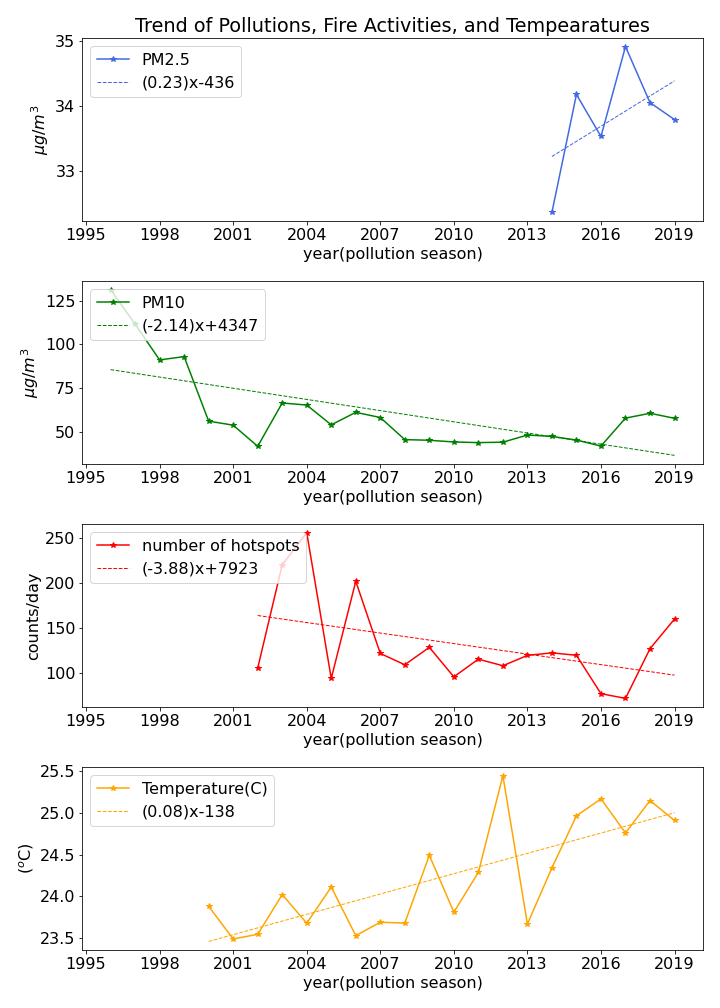 Trend of Pollutions, Fire Activities, and Tempearatures
35
34
33
μg/m³
PM2.5
(0.23)x-436
1995 1998 2001 2004 2007 2010 2013 2016 2019
year(pollution season)
125
100
75
50
μg/m³
PM10
(-2.14)x+4347
1995 1998 2001 2004 2007 2010 2013 2016 2019
year(pollution season)
250
200
150
100
counts/day
number of hotspots
(-3.88)x+7923
1995 1998 2001 2004 2007 2010 2013 2016 2019
year(pollution season)
25.5
25.0
24.5
24.0
23.5
(°C)
Temperature(C)
(0.08)x-138
1995 1998 2001 2004 2007 2010 2013 2016 2019
year(pollution season)